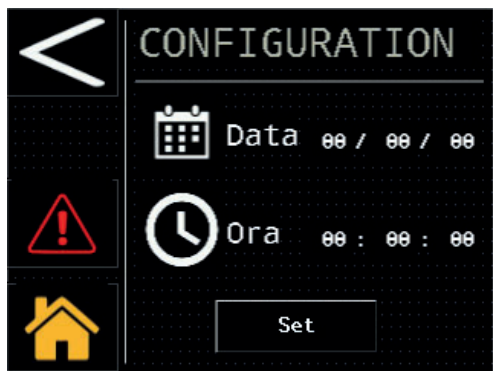 CONFIGURATION
Data 00 / 00 / 00
Ora 00 : 00 : 00
Set